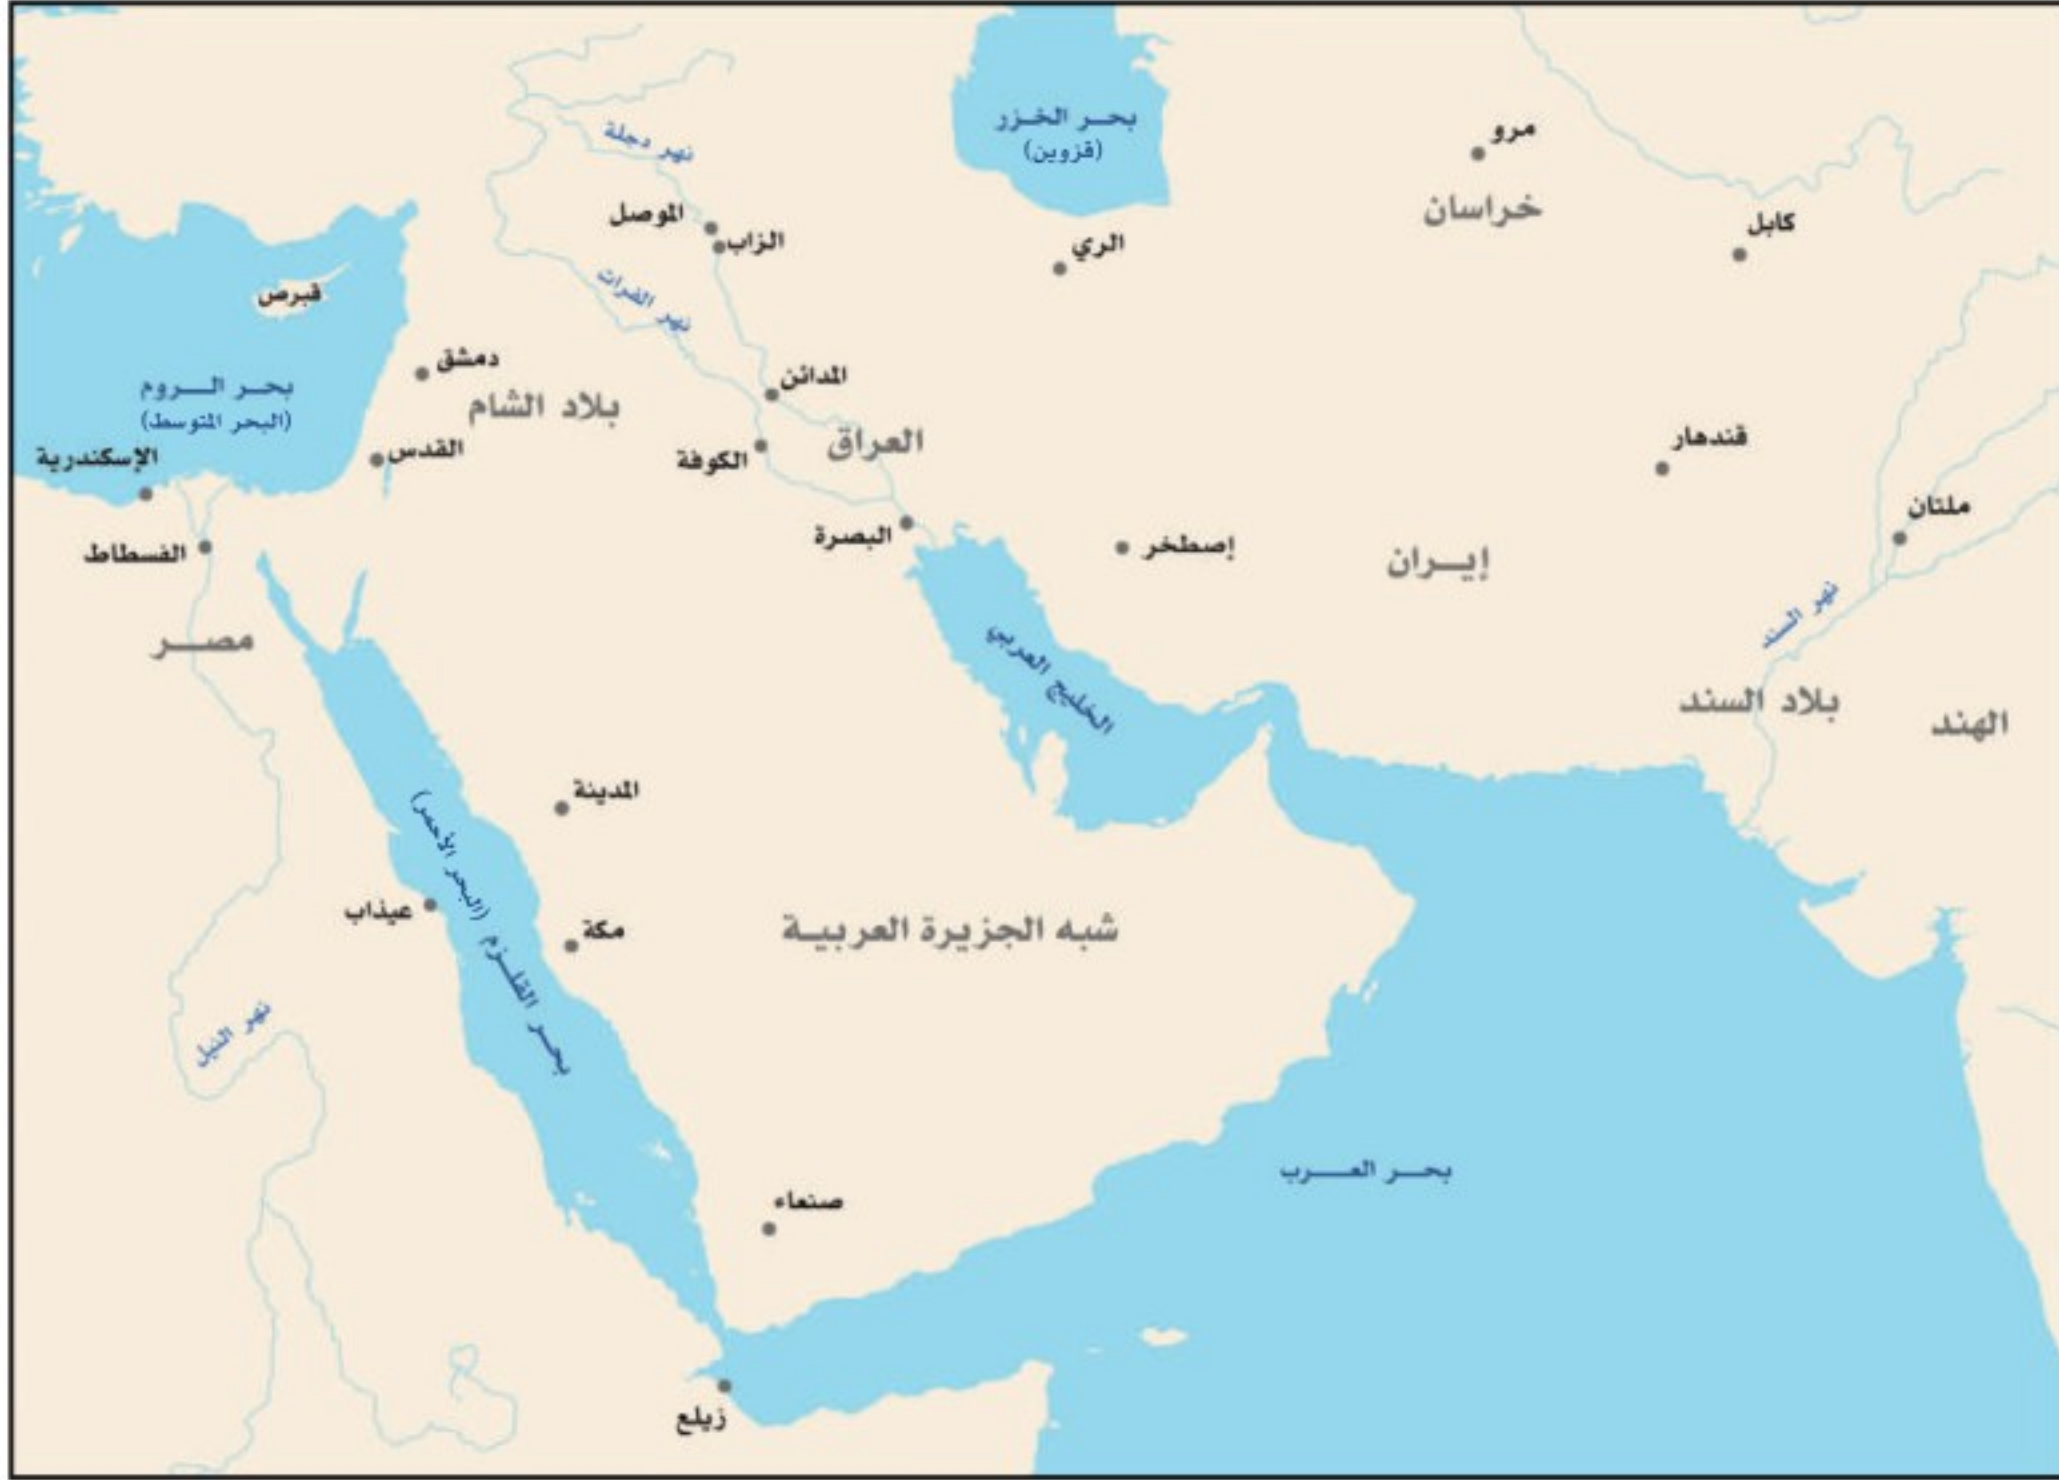 بحر الخزر
(قزوين)
مرو
خراسان
كابل
نهر دجلة
الموصل
الزاب
الري
نهر الفرات
قبرص
دمشق
بلاد الشام
المدائن
بحر الروم
(البحر المتوسط)
العراق
قندهار
الإسكندرية
القدس
الكوفة
ملتان
البصرة
إصطخر
إيران
الفسطاط
مصر
نهر السند
الخليج العربي
بلاد السند
الهند
المدينة
بحر القلزم (البحر الأحمر)
عيذاب
مكة
شبه الجزيرة العربية
نهر النيل
بحر العرب
صنعاء
زيلع